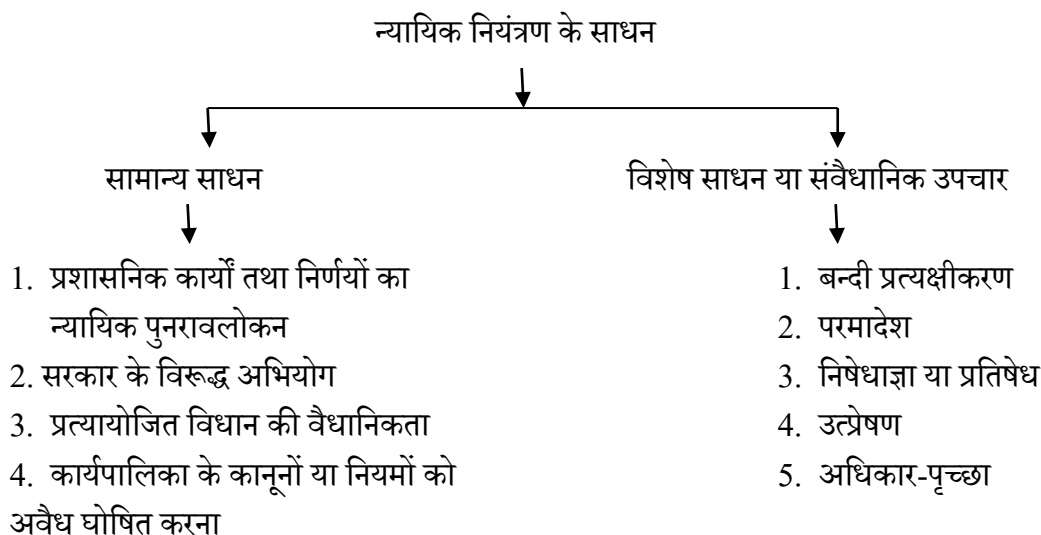 न्यायिक नियंत्रण के साधन
सामान्य साधन
विशेष साधन या संवैधानिक उपचार
1. प्रशासनिक कार्यों तथा निर्णयों का
न्यायिक पुनरावलोकन
2. सरकार के विरूद्ध अभियोग
3. प्रत्यायोजित विधान की वैधानिकता
4. कार्यपालिका के कानूनों या नियमों को
अवैध घोषित करना
1. बन्दी प्रत्यक्षीकरण
2. परमादेश
3. निषेधाज्ञा या प्रतिषेध
4. उत्प्रेषण
5. अधिकार-पृच्छा